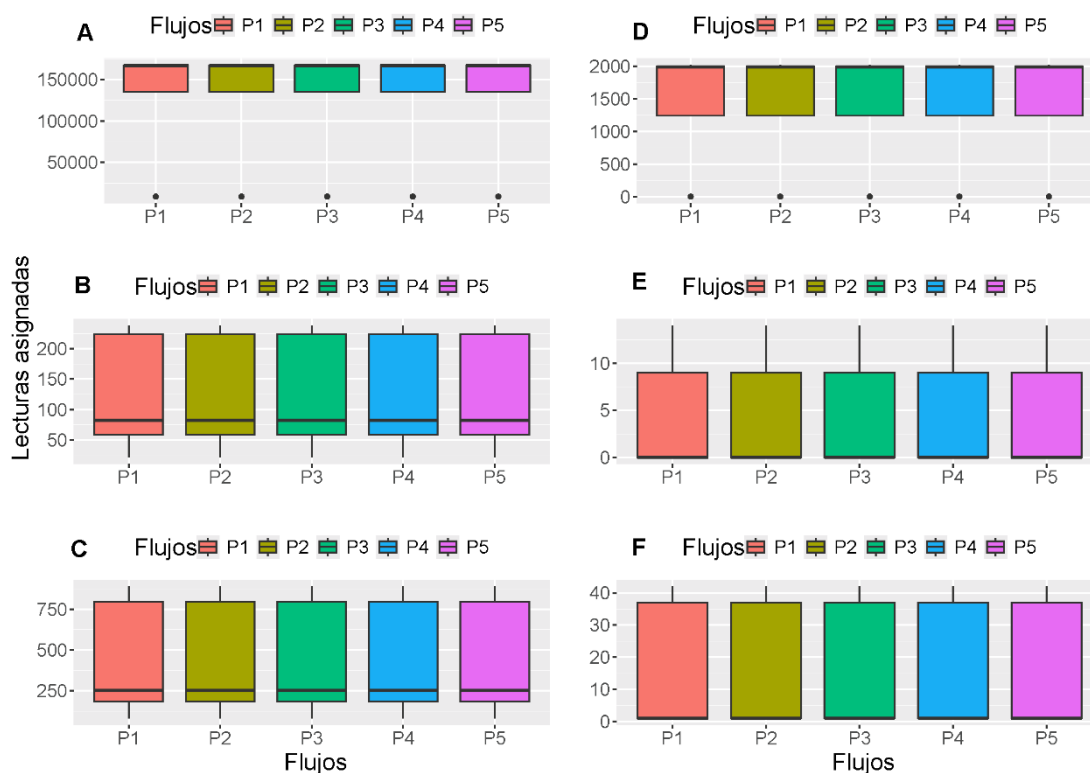 A Flujos P1 P2 P3 P4 P5
150000
100000
50000
P1 P2 P3 P4 P5
D Flujos P1 P2 P3 P4 P5
2000
1500
1000
500
0
P1 P2 P3 P4 P5
Lecturas asignadas
B Flujos P1 P2 P3 P4 P5
200
150
100
50
P1 P2 P3 P4 P5
E Flujos P1 P2 P3 P4 P5
10
5
0
P1 P2 P3 P4 P5
C Flujos P1 P2 P3 P4 P5
750
500
250
P1 P2 P3 P4 P5
Flujos
F Flujos P1 P2 P3 P4 P5
40
30
20
10
0
P1 P2 P3 P4 P5
Flujos